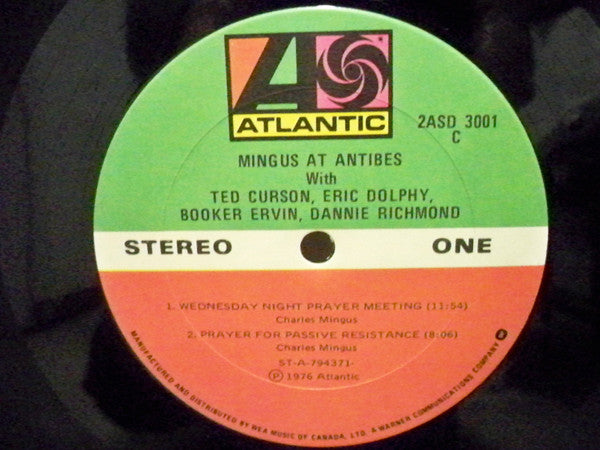 ATLANTIC
2ASD 3001
C
MINGUS AT ANTIBES
With
TED CURSON, ERIC DOLPHY,
BOOKER ERVIN, DANNIE RICHMOND
STEREO ONE
1. WEDNESDAY NIGHT PRAYER MEETING (11:54)
Charles Mingus
2. PRAYER FOR PASSIVE RESISTANCE (8:06)
Charles Mingus
ST-A-794371-
Ⓟ 1976 Atlantic
MANUFACTURED AND DISTRIBUTED BY WEA MUSIC OF CANADA, LTD. A WARNER COMMUNICATIONS COMPANY